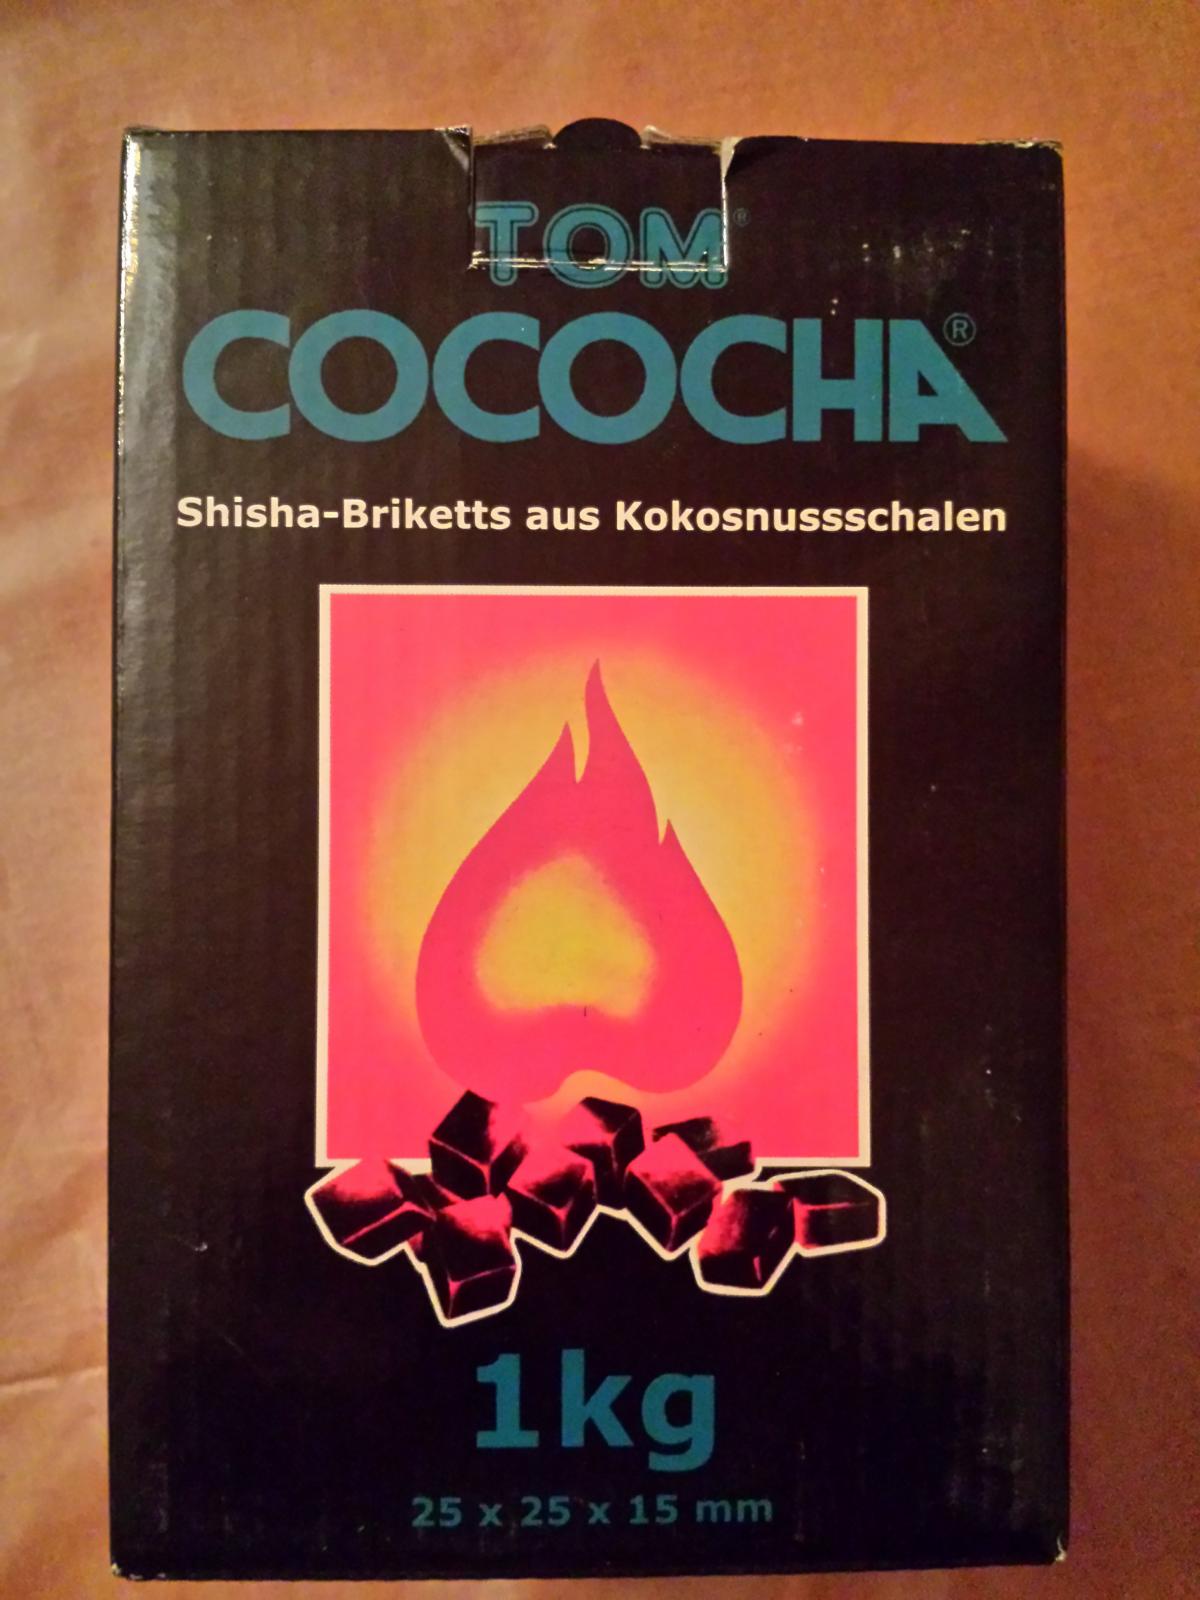 TOM®
COCOCHA®
Shisha-Briketts aus Kokosnussschalen
1kg
25 x 25 x 15 mm